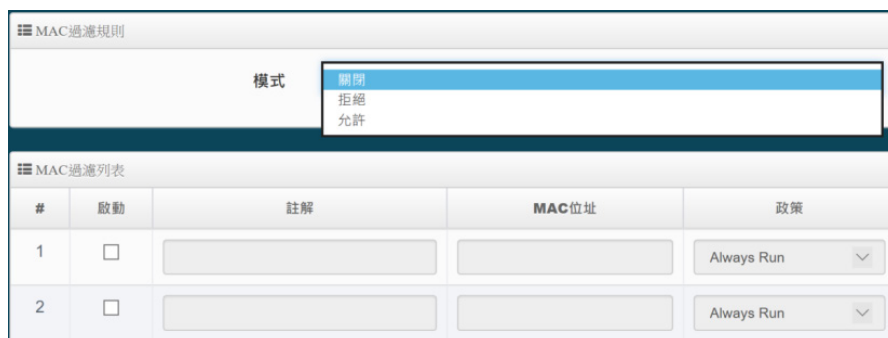 MAC過濾規則
模式
關閉
拒絕
允許
MAC過濾列表
# 啟動 註解 MAC位址 政策
1 Always Run
2 Always Run